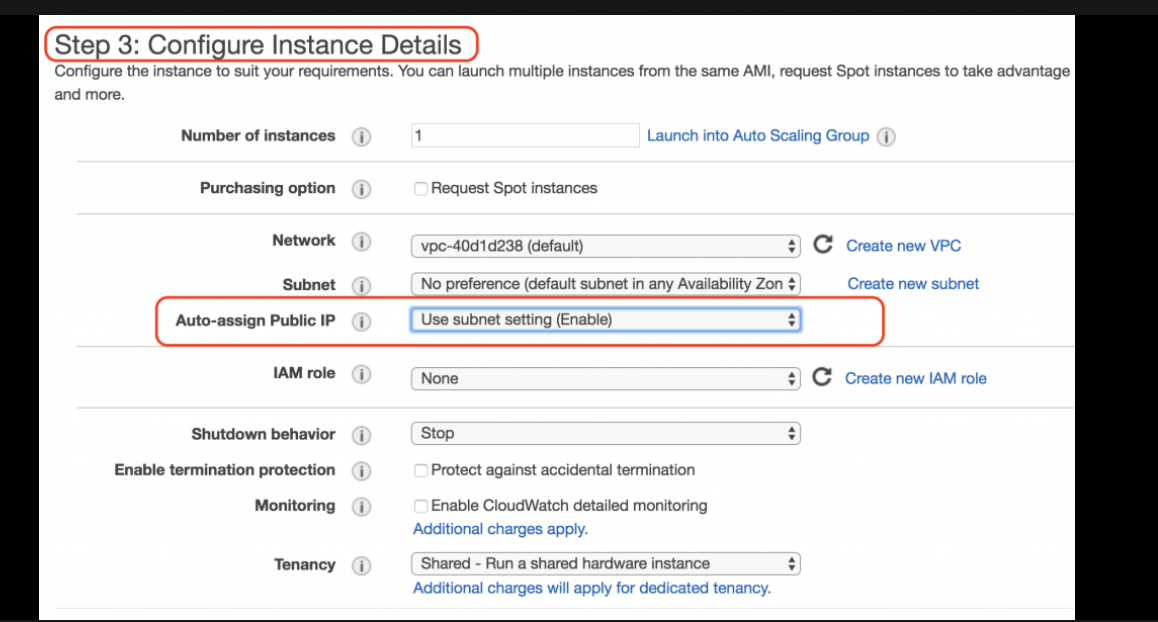 Step 3: Configure Instance Details
Configure the instance to suit your requirements. You can launch multiple instances from the same AMI, request Spot instances to take advantage
and more.
Number of instances i 1 Launch into Auto Scaling Group i
Purchasing option i Request Spot instances
Network i vpc-40d1d238 (default) Create new VPC
Subnet i No preference (default subnet in any Availability Zon Create new subnet
Auto-assign Public IP i Use subnet setting (Enable)
IAM role i None Create new IAM role
Shutdown behavior i Stop
Enable termination protection i Protect against accidental termination
Monitoring i Enable CloudWatch detailed monitoring
Additional charges apply.
Tenancy i Shared - Run a shared hardware instance
Additional charges will apply for dedicated tenancy.